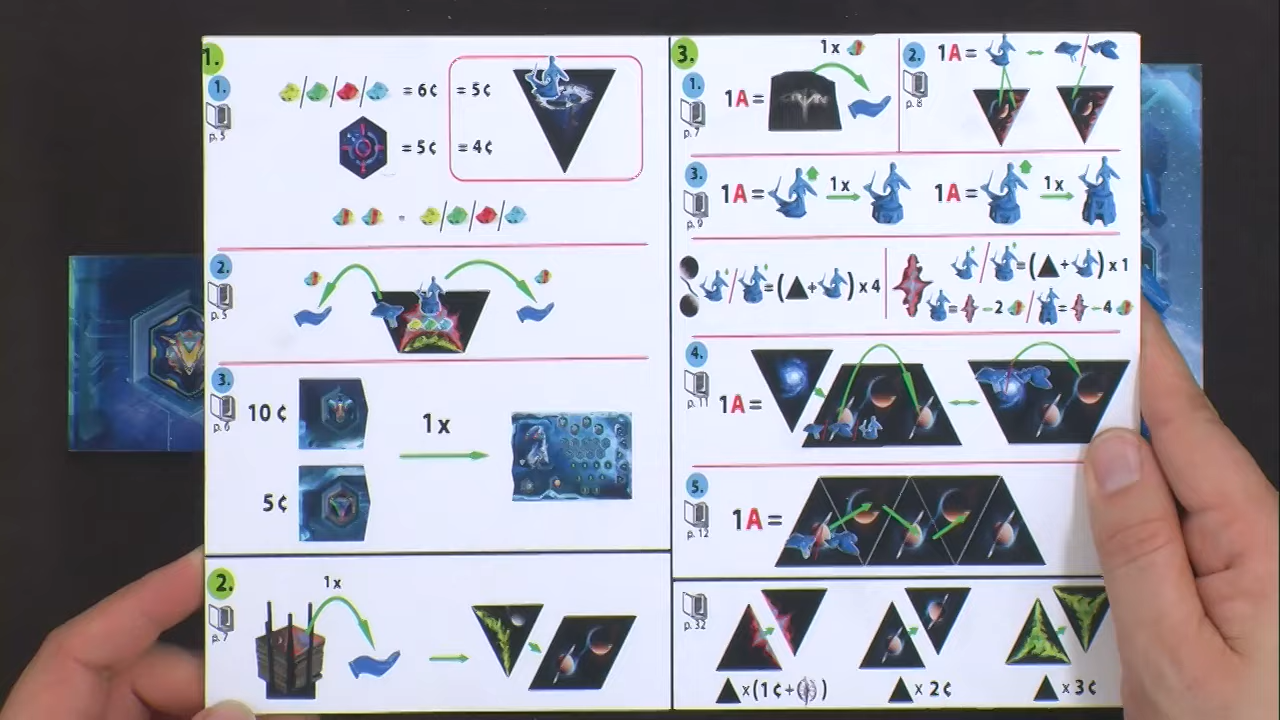 1.
1.
p.5
= 6¢
= 5¢
= 5¢
= 4¢
2.
p.5
3.
p.6
10 ¢
1x
5¢
2.
p.7
1x
3.
1.
p.7
1A =
1x
2.
p.8
1A =
3.
p.9
1A =
1x
1A =
1x
= ( + ) x 4
= ( + ) x 1
= - 2 / = - 4
4.
p.11
1A =
5.
p.12
1A =
p.32
x (1¢ + )
x 2¢
x 3¢